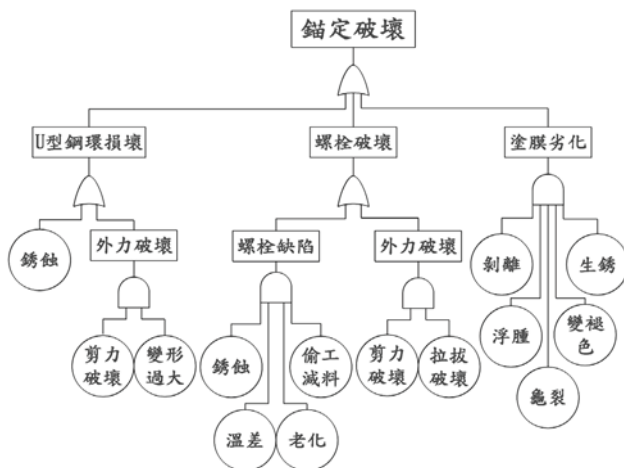 錨定破壞
U型鋼環損壞
螺栓破壞
塗膜劣化
銹蝕
外力破壞
螺栓缺陷
外力破壞
剝離
生銹
剪力
破壞
變形
過大
銹蝕
偷工
減料
剪力
破壞
拉拔
破壞
浮腫
變褪
色
龜裂
溫差
老化